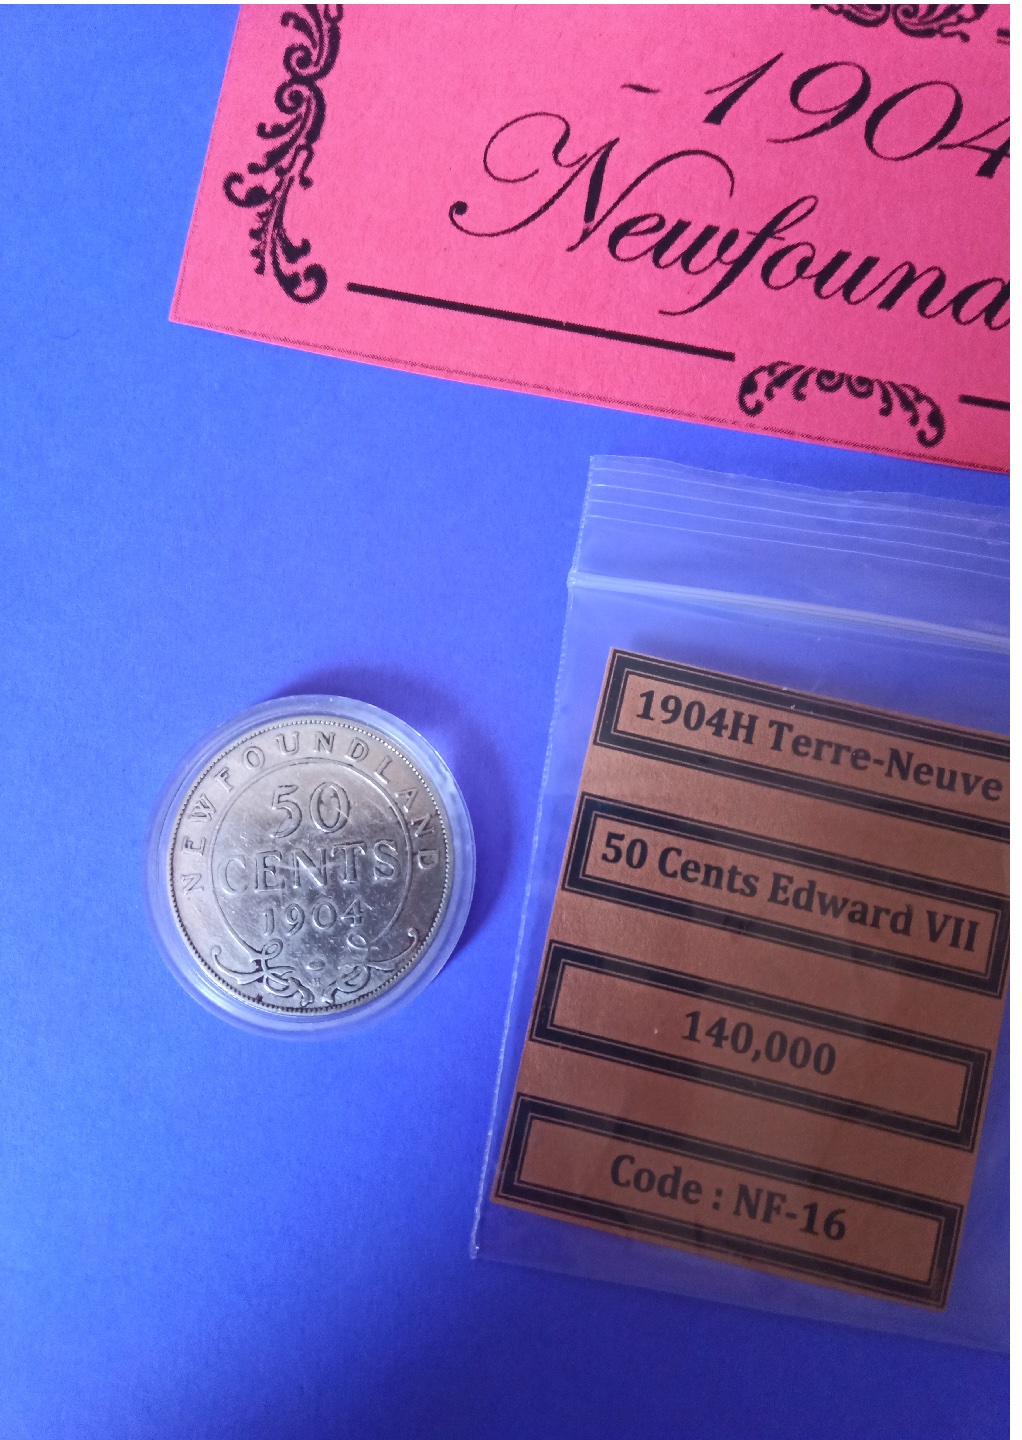 - 1904
Newfound
NEWFOUNDLAND
50
CENTS
1904
1904H Terre-Neuve
50 Cents Edward VII
140,000
Code : NF-16